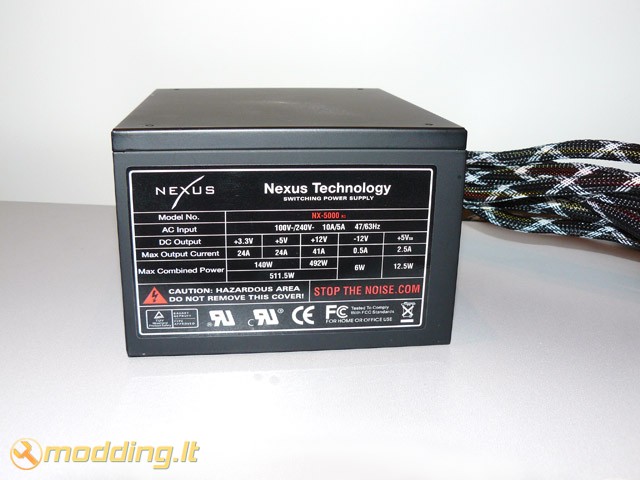 NEXUS
Nexus Technology
SWITCHING POWER SUPPLY
Model No. NX-5000
AC Input 100V-/240V- 10A/5A 47/63Hz
DC Output +3.3V +5V +12V -12V +5V
Max Output Current 24A 24A 41A 0.5A 2.5A
Max Combined Power 140W 492W 6W 12.5W
511.5W
CAUTION: HAZARDOUS AREA
DO NOT REMOVE THIS COVER!
STOP THE NOISE.COM
CE FC Tested To Comply
With FCC Standards
FOR HOME OR OFFICE USE
modding.lt